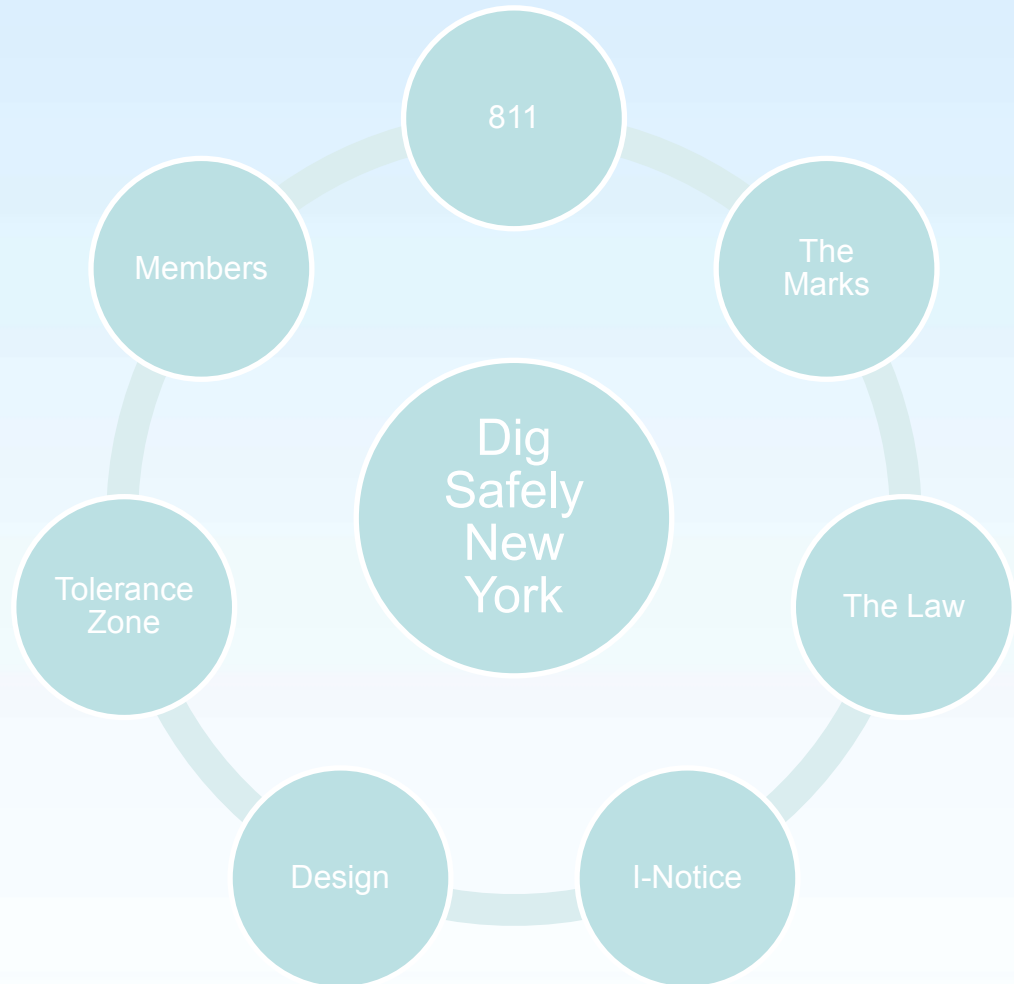 811
The
Marks
The Law
I-Notice
Design
Tolerance
Zone
Members
Dig
Safely
New
York